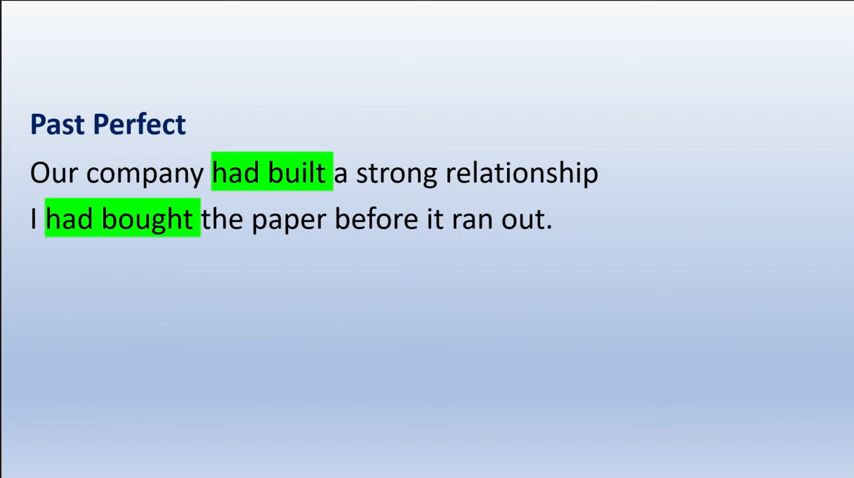 Past Perfect
Our company had built a strong relationship
I had bought the paper before it ran out.